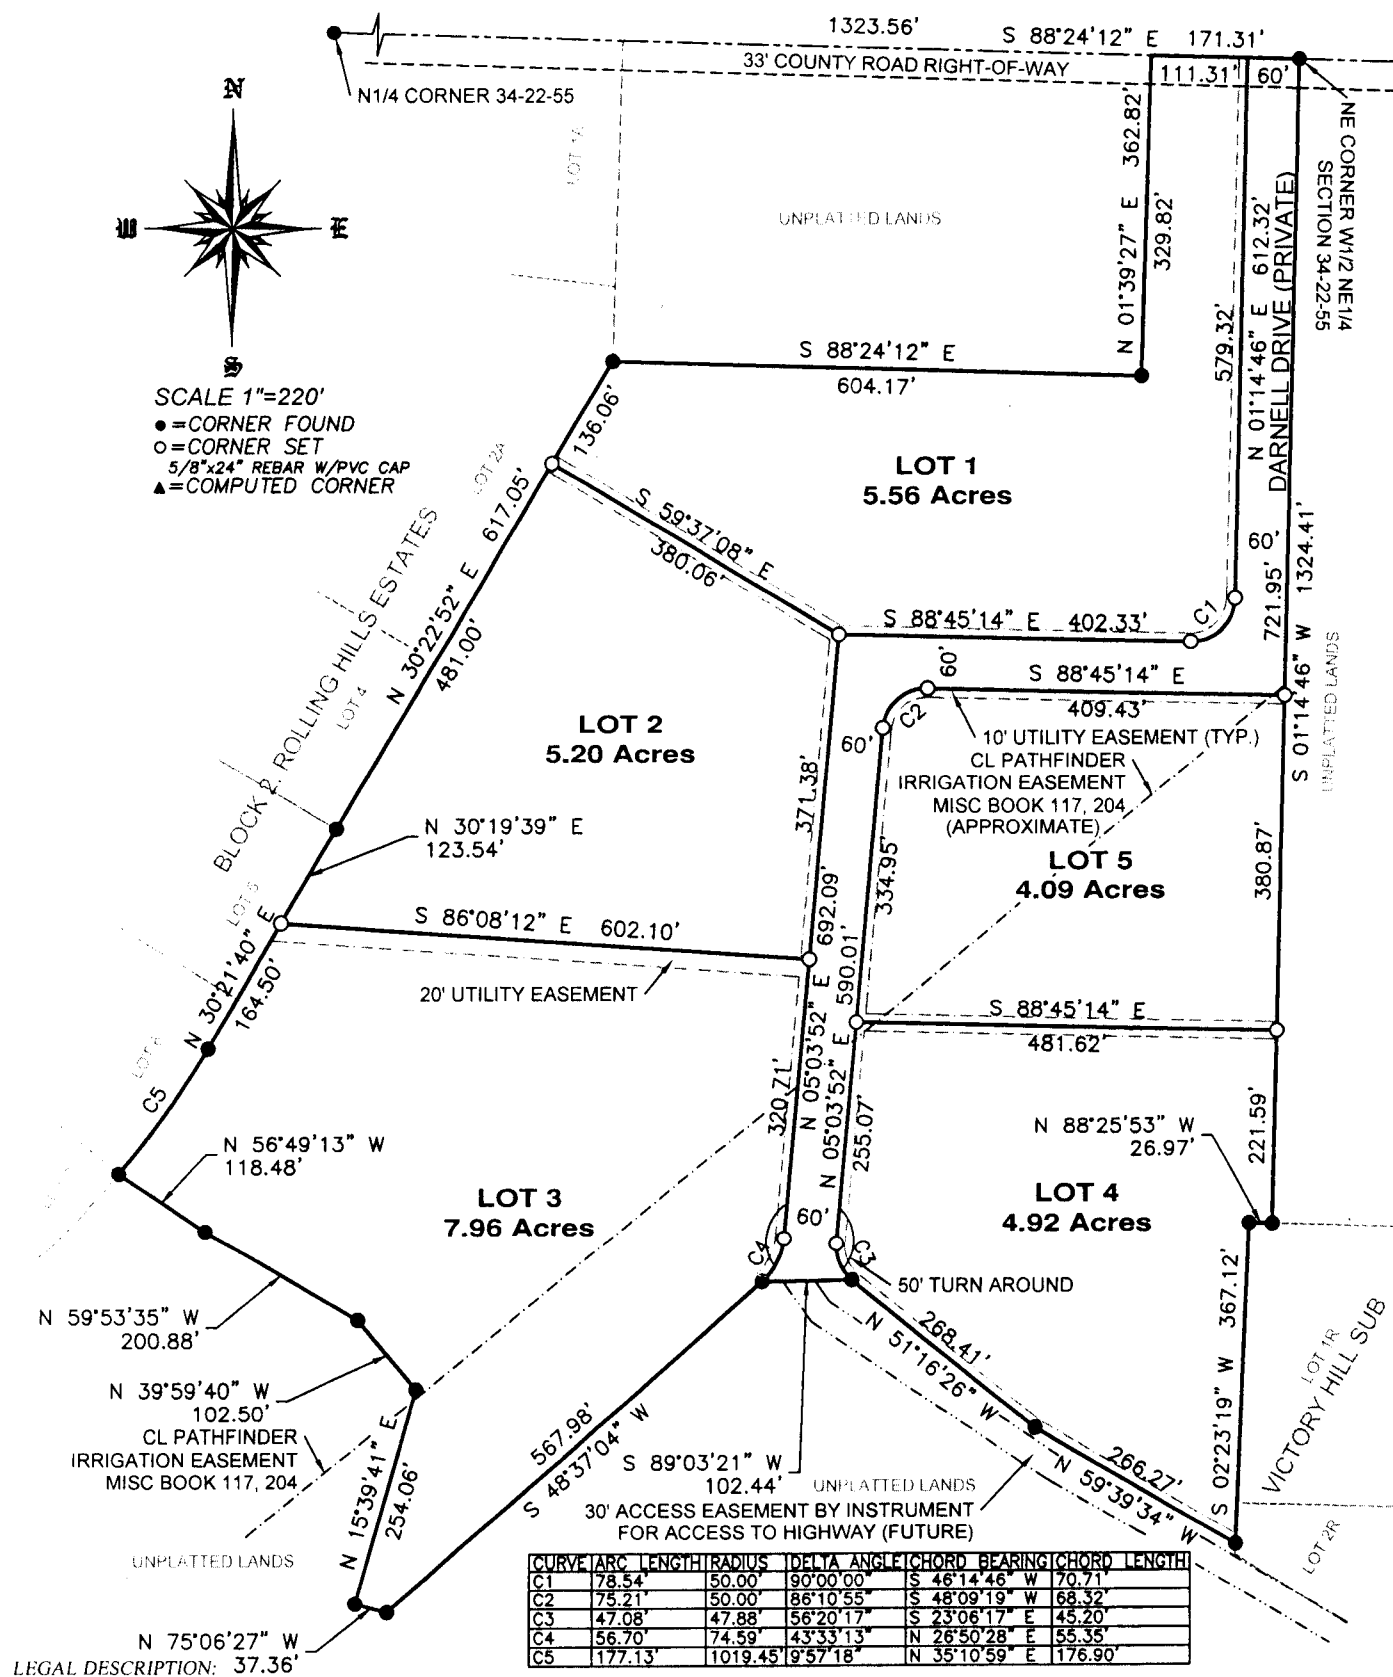 1323.56'
S 88°24'12" E 171.31'
33' COUNTY ROAD RIGHT-OF-WAY
111.31' 60'
N1/4 CORNER 34-22-55
N
W E
S
SCALE 1"=220'
● =CORNER FOUND
○ =CORNER SET
5/8"x24" REBAR W/PVC CAP
▲ =COMPUTED CORNER
LOT 1A
UNPLATTED LANDS
N 01°39'27" E 362.82'
329.82'
NE CORNER W1/2 NE1/4
SECTION 34-22-55
579.32'
N 01°14'46" E 612.32'
DARNELL DRIVE (PRIVATE)
S 88°24'12" E
604.17'
136.06'
LOT 1
5.56 Acres
LOT 2A
N 30°22'52" E 617.05'
481.00'
S 59°37'08" E
380.06'
60'
721.95'
S 01°14'46" W 1324.41'
UNPLATTED LANDS
C1
S 88°45'14" E 402.33'
BLOCK 2, ROLLING HILLS ESTATES
LOT 4
LOT 2
5.20 Acres
60'
S 88°45'14" E
409.43'
C2
60'
10' UTILITY EASEMENT (TYP.)
CL PATHFINDER
IRRIGATION EASEMENT
MISC BOOK 117, 204
(APPROXIMATE)
371.38'
334.95'
LOT 5
4.09 Acres
380.87'
N 30°19'39" E
123.54'
S 86°08'12" E 602.10'
20' UTILITY EASEMENT
N 05°03'52" E 692.09'
N 05°03'52" E 590.01'
N 30°21'40" E
164.50'
C5
S 88°45'14" E
481.62'
320.71'
255.07'
221.59'
N 56°49'13" W
118.48'
N 88°25'53" W
26.97'
LOT 3
7.96 Acres
LOT 4
4.92 Acres
60'
C4
C3
50' TURN AROUND
N 59°53'35" W
200.88'
N 39°59'40" W
102.50'
CL PATHFINDER
IRRIGATION EASEMENT
MISC BOOK 117, 204
268.41'
N 51°16'26" W
367.12'
S 02°23'19" W
LOT 1R
VICTORY HILL SUB
LOT 2R
567.98'
S 48°37'04" W
S 89°03'21" W
102.44'
UNPLATTED LANDS
266.27'
N 59°39'34" W
30' ACCESS EASEMENT BY INSTRUMENT
FOR ACCESS TO HIGHWAY (FUTURE)
N 15°39'41" E
254.06'
UNPLATTED LANDS
N 75°06'27" W
37.36'
CURVE ARC LENGTH RADIUS DELTA ANGLE CHORD BEARING CHORD LENGTH
C1 78.54' 50.00' 90°00'00" S 46°14'46" W 70.71'
C2 75.21' 50.00' 86°10'55" S 48°09'19" W 68.32'
C3 47.08' 47.88' 56°20'17" S 23°06'17" E 45.20'
C4 56.70' 74.59' 43°33'13" N 26°50'28" E 55.35'
C5 177.13' 1019.45' 9°57'18" N 35°10'59" E 176.90'
LEGAL DESCRIPTION: